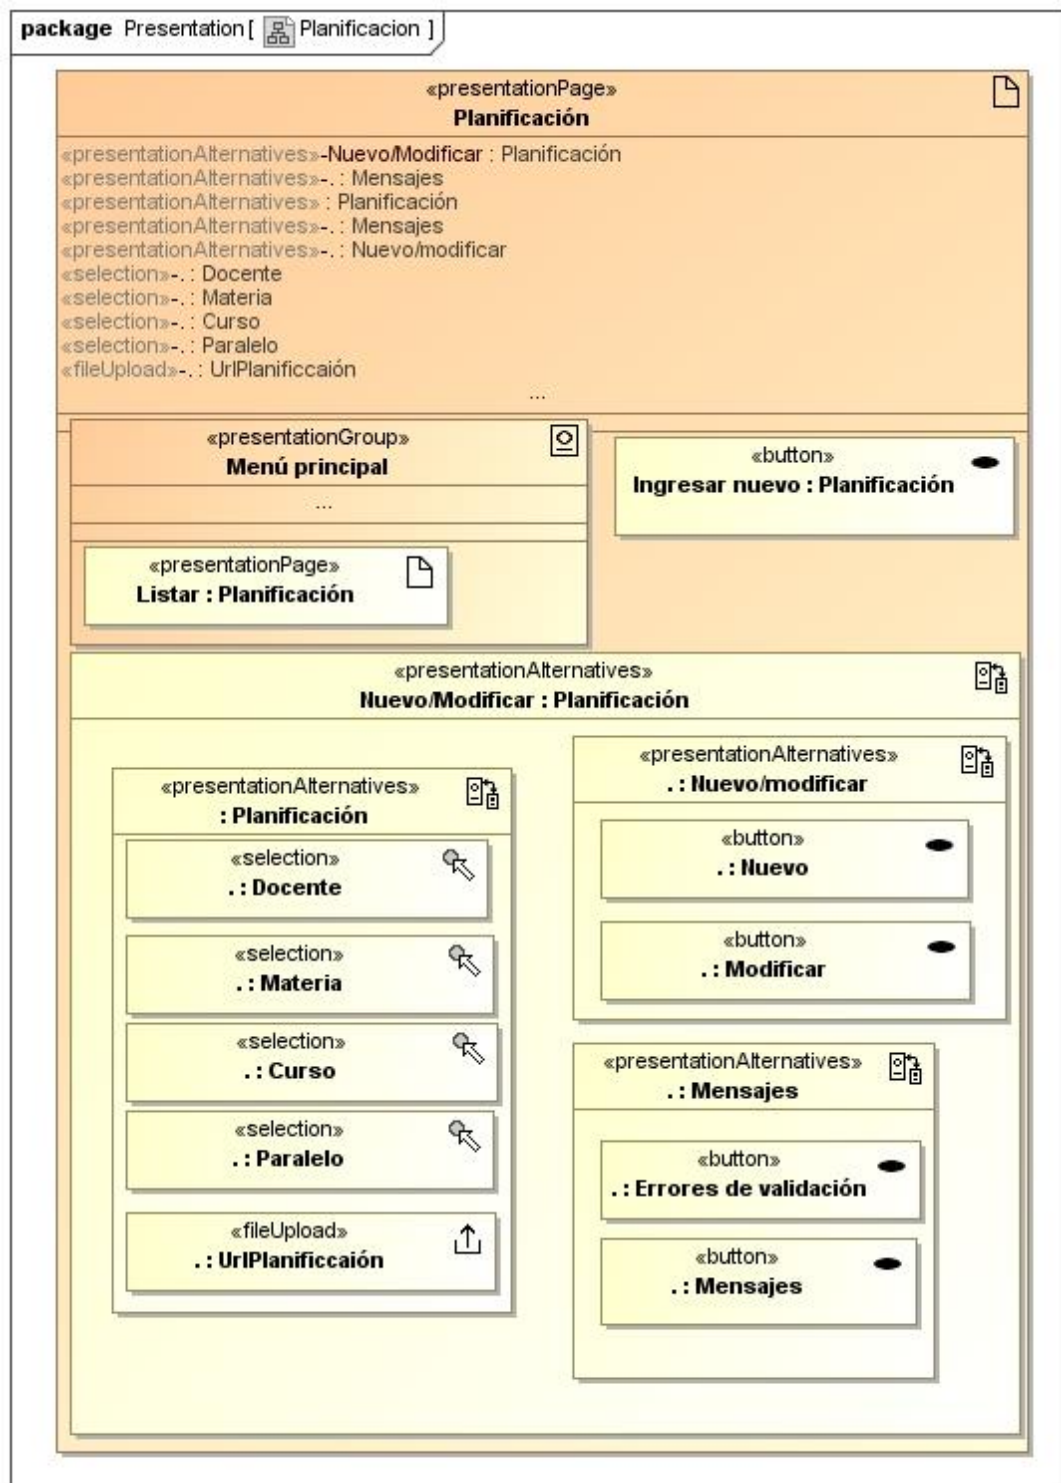 package Presentation [ Planificacion ]
«presentationPage»
Planificación
«presentationAlternatives»-Nuevo/Modificar : Planificación
«presentationAlternatives»-. : Mensajes
«presentationAlternatives» : Planificación
«presentationAlternatives»-. : Mensajes
«presentationAlternatives»-. : Nuevo/modificar
«selection»-. : Docente
«selection»-. : Materia
«selection»-. : Curso
«selection»-. : Paralelo
«fileUpload»-. : UrlPlanificcaión
...
«presentationGroup»
Menú principal
...
«presentationPage»
Listar : Planificación
«button»
Ingresar nuevo : Planificación
«presentationAlternatives»
Nuevo/Modificar : Planificación
«presentationAlternatives»
: Planificación
«selection»
. : Docente
«selection»
. : Materia
«selection»
. : Curso
«selection»
. : Paralelo
«fileUpload»
. : UrlPlanificcaión
«presentationAlternatives»
. : Nuevo/modificar
«button»
. : Nuevo
«button»
. : Modificar
«presentationAlternatives»
. : Mensajes
«button»
. : Errores de validación
«button»
. : Mensajes